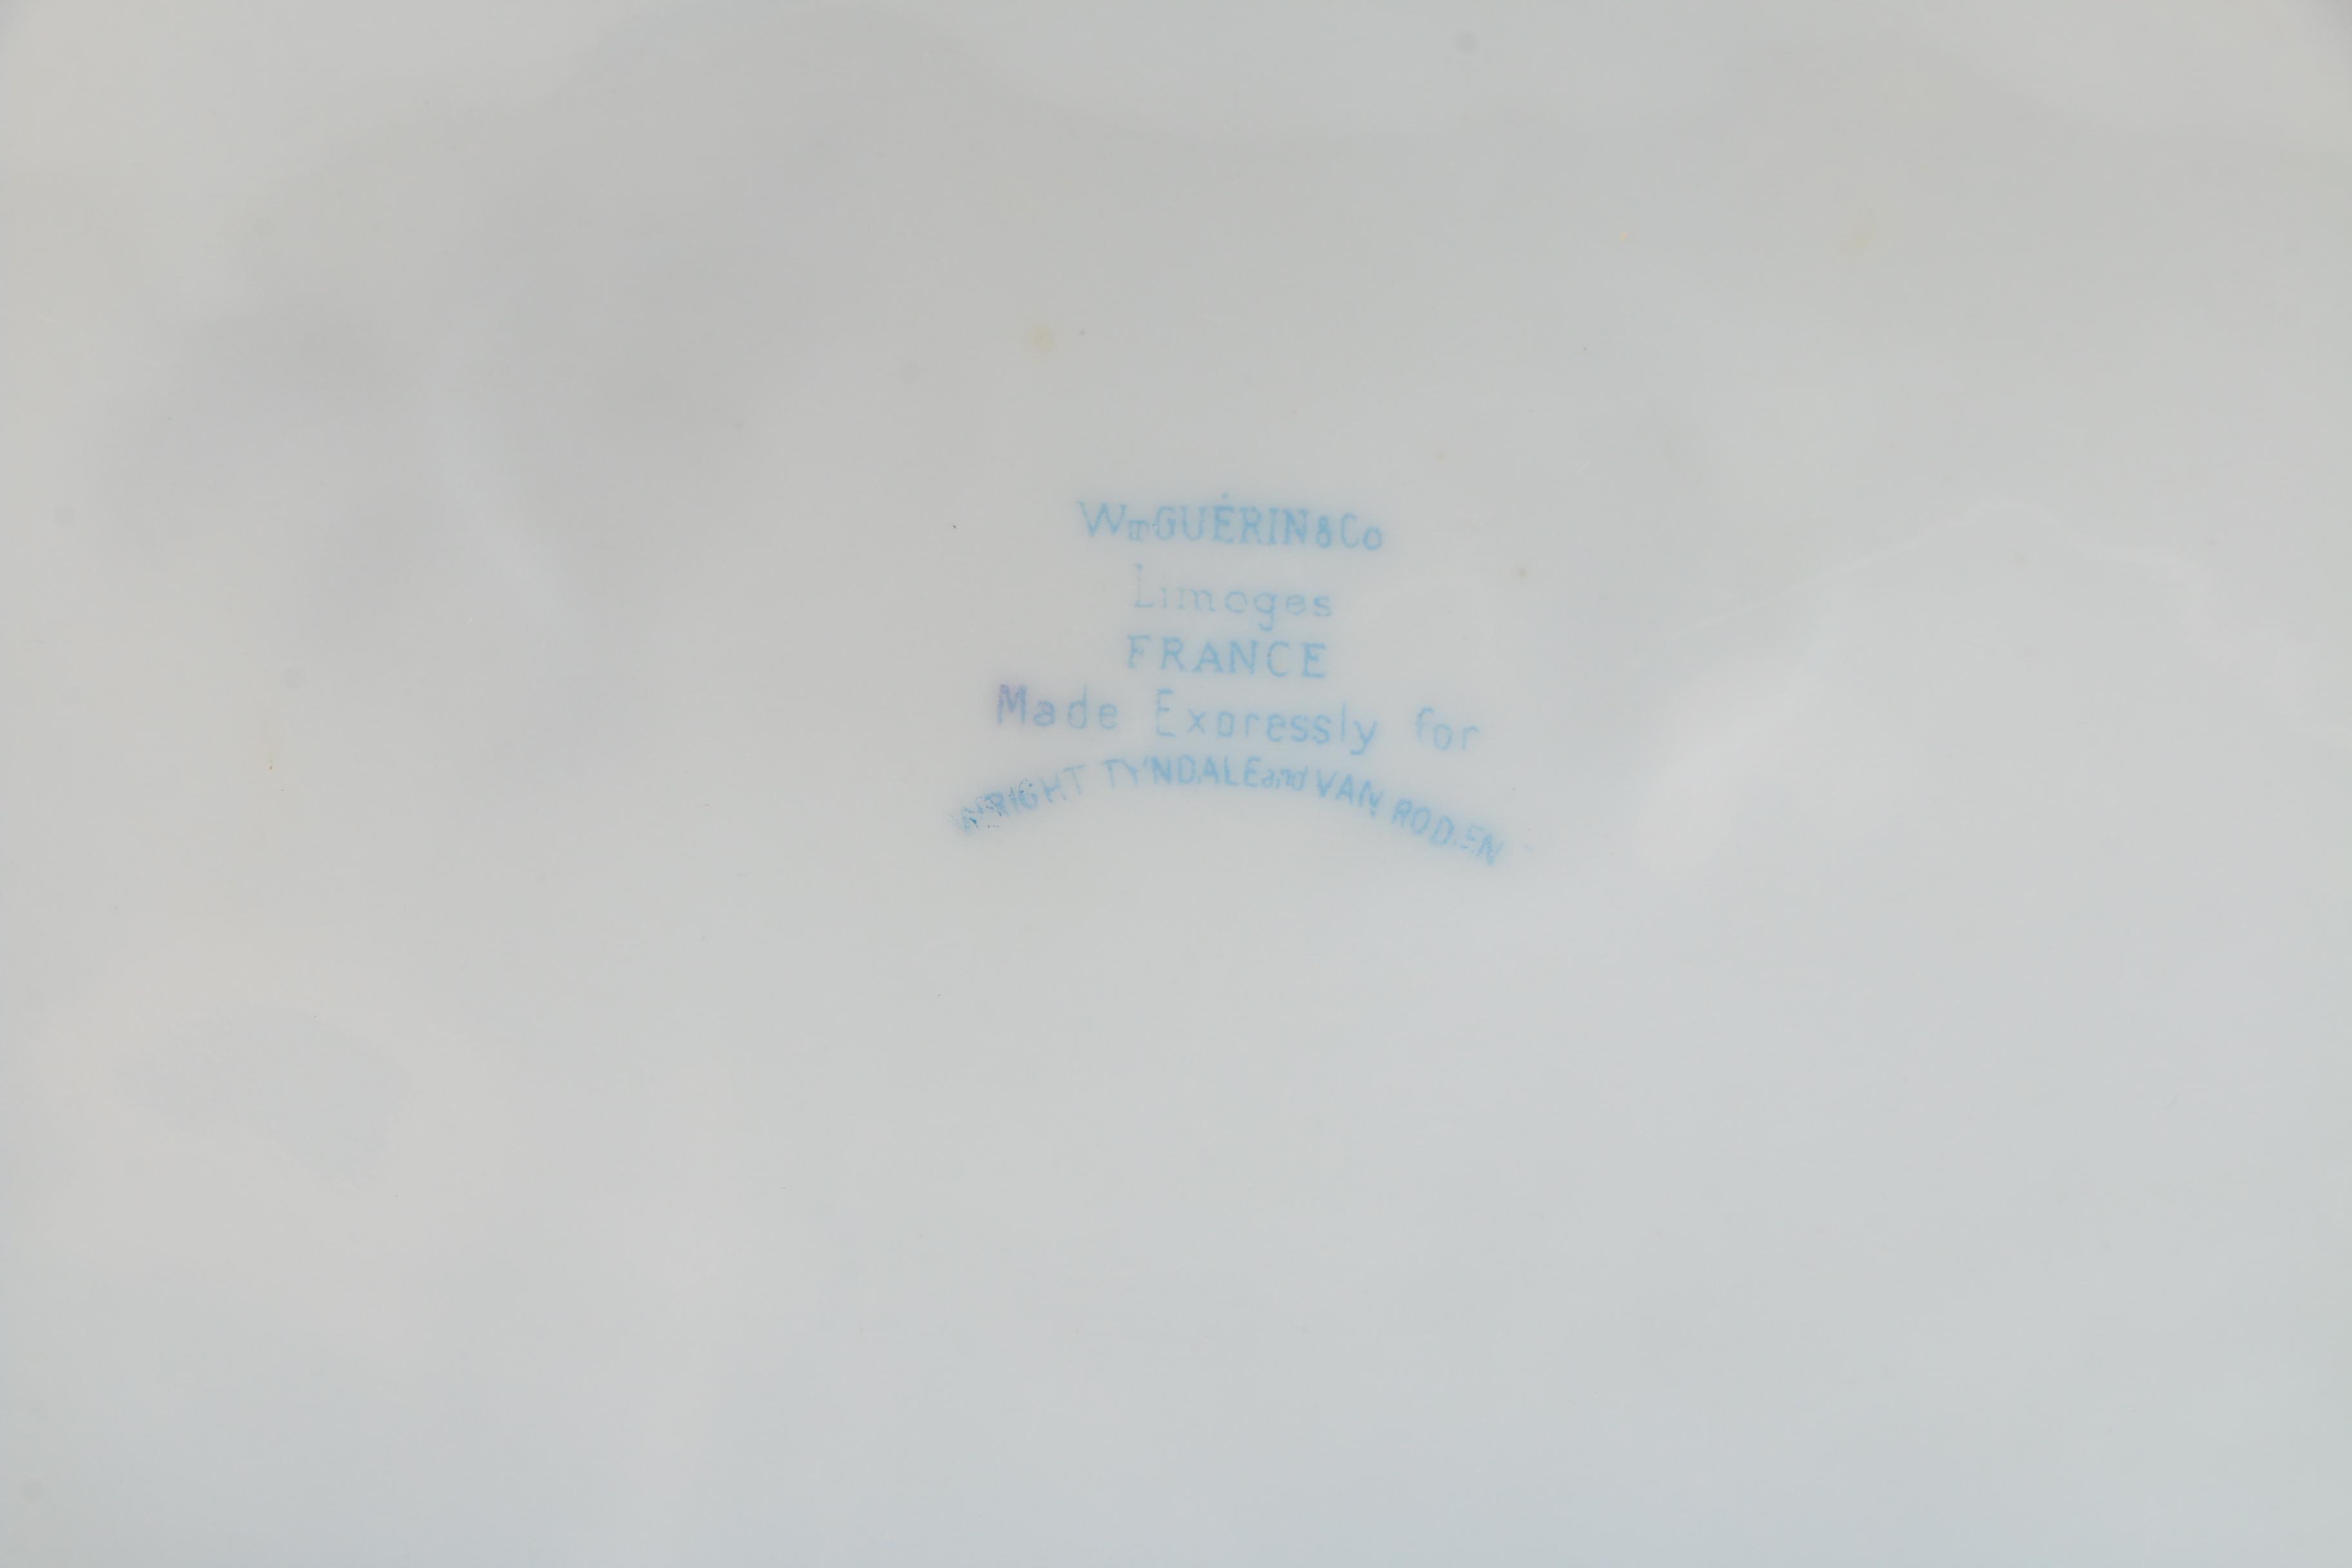 Wm GUÉRIN & Co
Limoges
FRANCE
Made Expressly for
WRIGHT TYNDALE and VAN RODEN